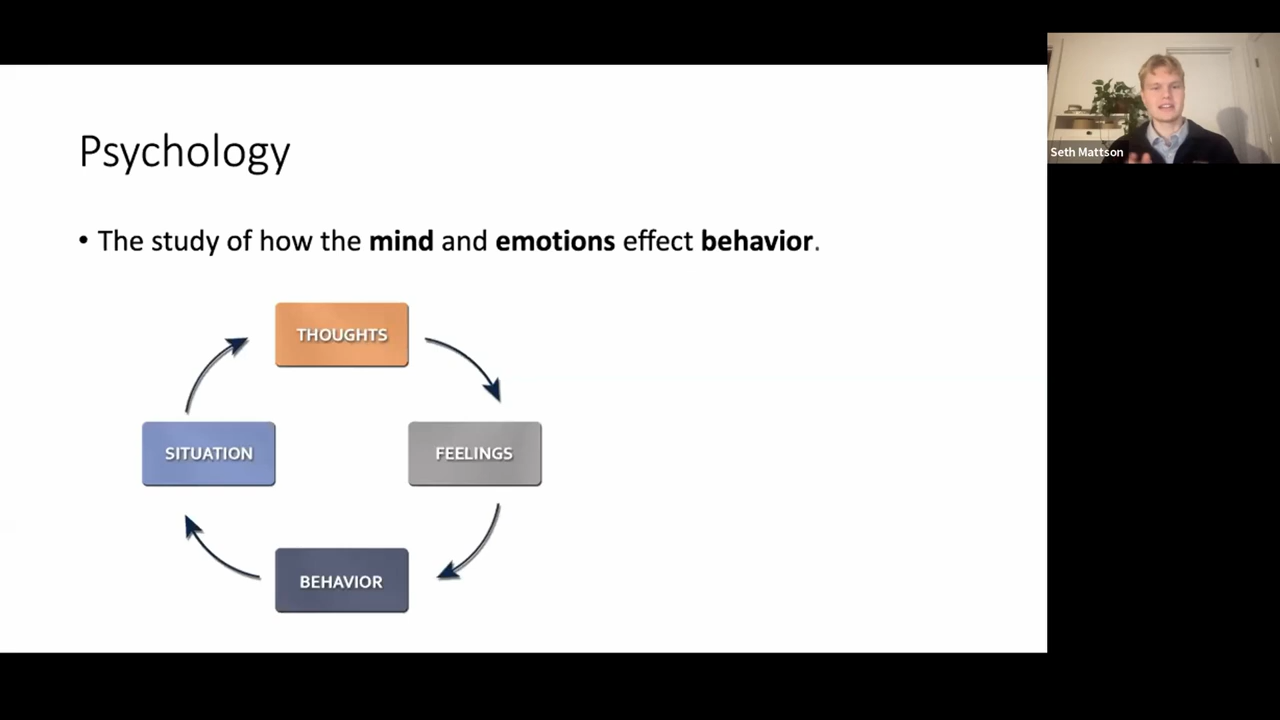 Psychology
• The study of how the mind and emotions effect behavior.
THOUGHTS
SITUATION
FEELINGS
BEHAVIOR
Seth Mattson